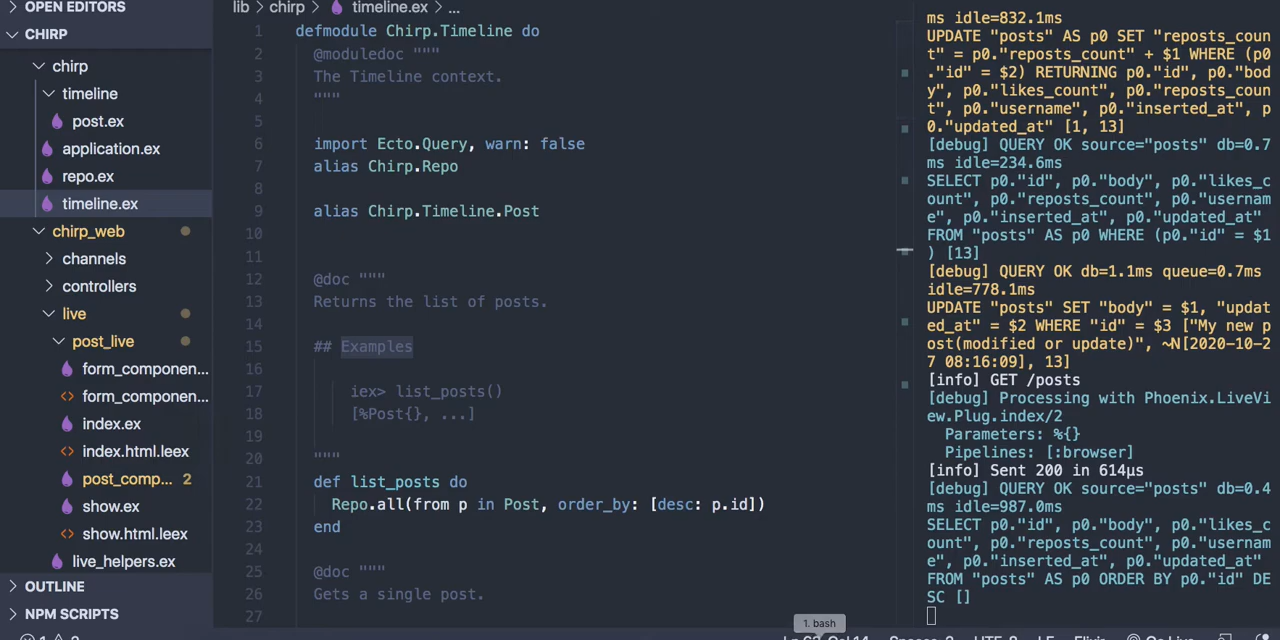 OPEN EDITORS
CHIRP
chirp
timeline
post.ex
application.ex
repo.ex
timeline.ex
chirp_web
channels
controllers
live
post_live
form_componen...
form_componen...
index.ex
index.html.leex
post_comp... 2
show.ex
show.html.leex
live_helpers.ex
OUTLINE
NPM SCRIPTS
lib > chirp > timeline.ex > ...
1 defmodule Chirp.Timeline do
2 @moduledoc """
3 The Timeline context.
4 """
5
6 import Ecto.Query, warn: false
7 alias Chirp.Repo
8
9 alias Chirp.Timeline.Post
10
11
12 @doc """
13 Returns the list of posts.
14
15 ## Examples
16
17 iex> list_posts()
18 [%Post{}, ...]
19
20 """
21 def list_posts do
22 Repo.all(from p in Post, order_by: [desc: p.id])
23 end
24
25 @doc """
26 Gets a single post.
27
ms idle=832.1ms
UPDATE "posts" AS p0 SET "reposts_coun
t" = p0."reposts_count" + $1 WHERE (p0
."id" = $2) RETURNING p0."id", p0."bod
y", p0."likes_count", p0."reposts_coun
t", p0."username", p0."inserted_at", p
0."updated_at" [1, 13]
[debug] QUERY OK source="posts" db=0.7
ms idle=234.6ms
SELECT p0."id", p0."body", p0."likes_c
ount", p0."reposts_count", p0."usernam
e", p0."inserted_at", p0."updated_at"
FROM "posts" AS p0 WHERE (p0."id" = $1
) [13]
[debug] QUERY OK db=1.1ms queue=0.7ms
idle=778.1ms
UPDATE "posts" SET "body" = $1, "updat
ed_at" = $2 WHERE "id" = $3 ["My new p
ost(modified or update)", ~N[2020-10-2
7 08:16:09], 13]
[info] GET /posts
[debug] Processing with Phoenix.LiveVi
ew.Plug.index/2
Parameters: %{}
Pipelines: [:browser]
[info] Sent 200 in 614µs
[debug] QUERY OK source="posts" db=0.4
ms idle=987.0ms
SELECT p0."id", p0."body", p0."likes_c
ount", p0."reposts_count", p0."usernam
e", p0."inserted_at", p0."updated_at"
FROM "posts" AS p0 ORDER BY p0."id" DE
SC []
1. bash